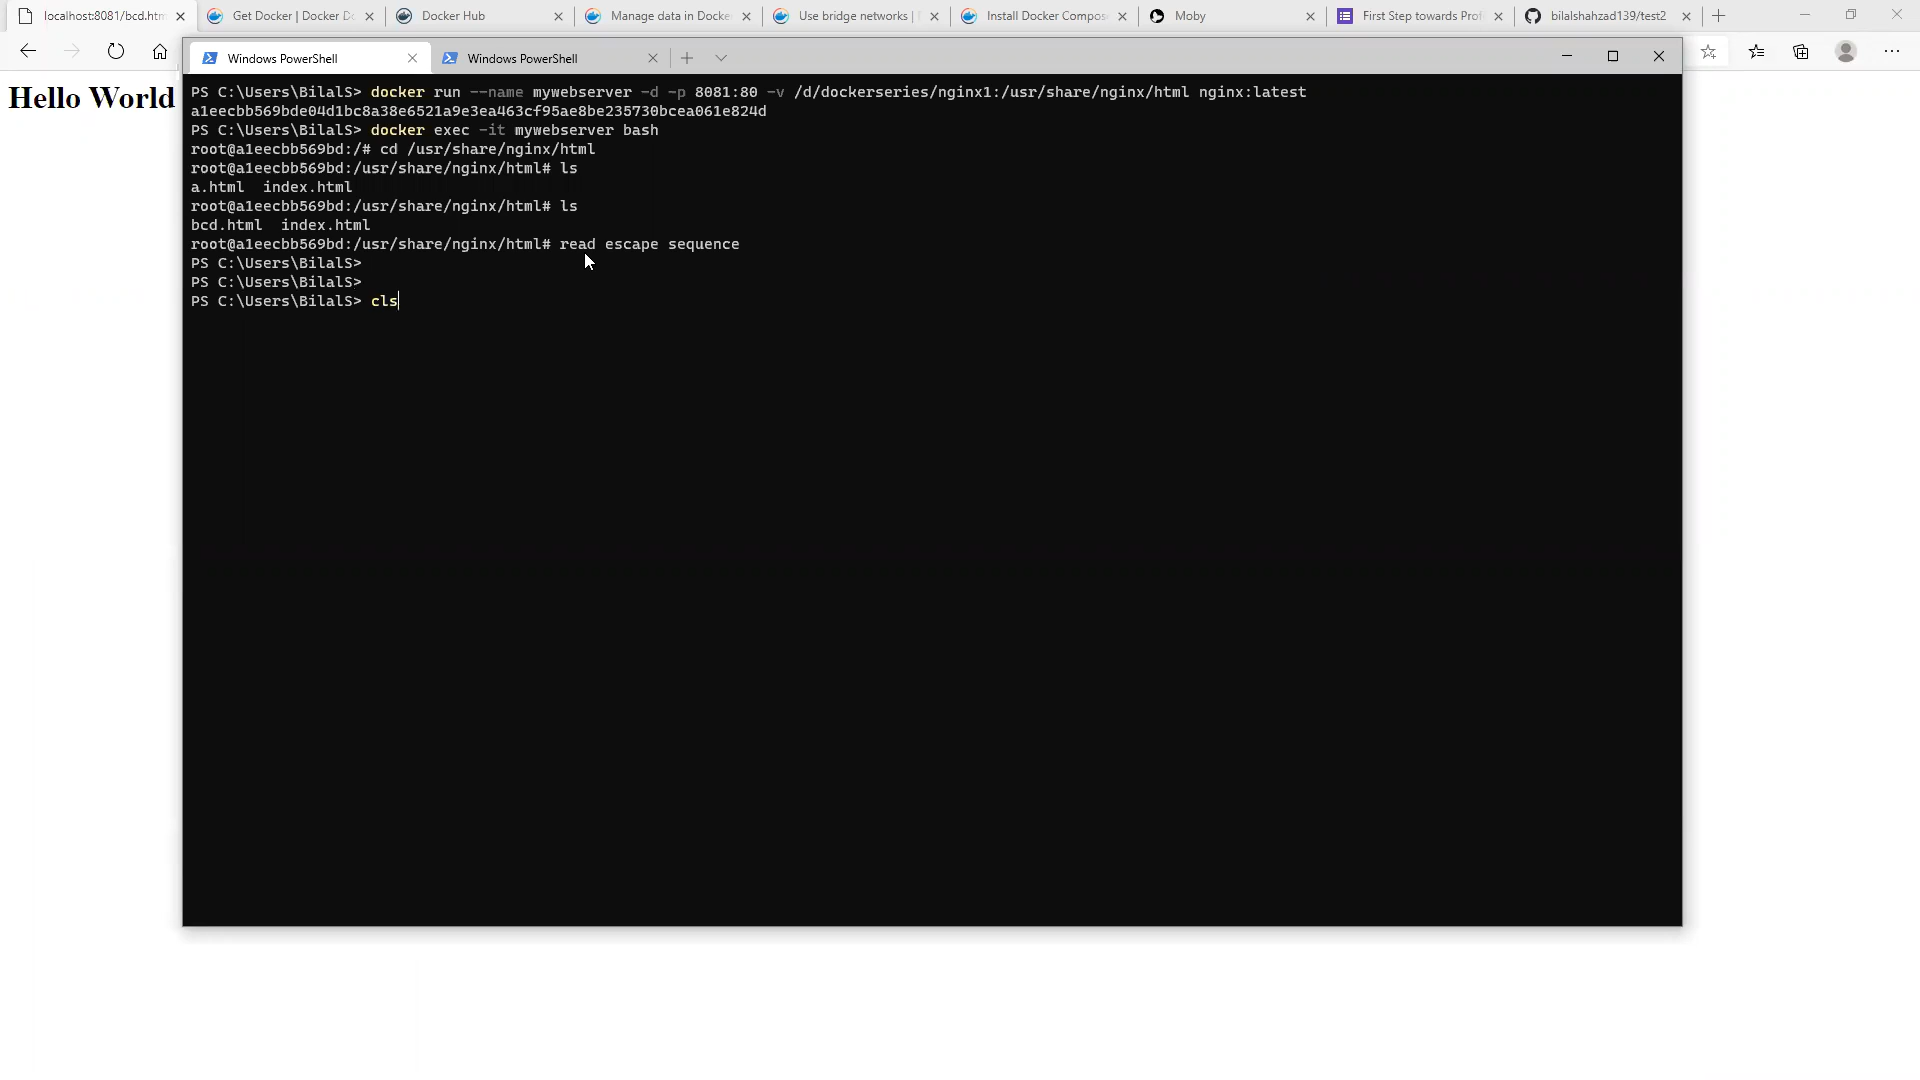 localhost:8081/bcd.htm
Get Docker | Docker Do
Docker Hub
Manage data in Docke
Use bridge networks |
Install Docker Compos
Moby
First Step towards Prof
bilalshahzad139/test2
Hello World
Windows PowerShell
Windows PowerShell
PS C:\Users\BilalS> docker run --name mywebserver -d -p 8081:80 -v /d/dockerseries/nginx1:/usr/share/nginx/html nginx:latest
a1eecbb569bde04d1bc8a38e6521a9e3ea463cf95ae8be235730bcea061e824d
PS C:\Users\BilalS> docker exec -it mywebserver bash
root@a1eecbb569bd:/# cd /usr/share/nginx/html
root@a1eecbb569bd:/usr/share/nginx/html# ls
a.html  index.html
root@a1eecbb569bd:/usr/share/nginx/html# ls
bcd.html  index.html
root@a1eecbb569bd:/usr/share/nginx/html# read escape sequence
PS C:\Users\BilalS>
PS C:\Users\BilalS>
PS C:\Users\BilalS> cls